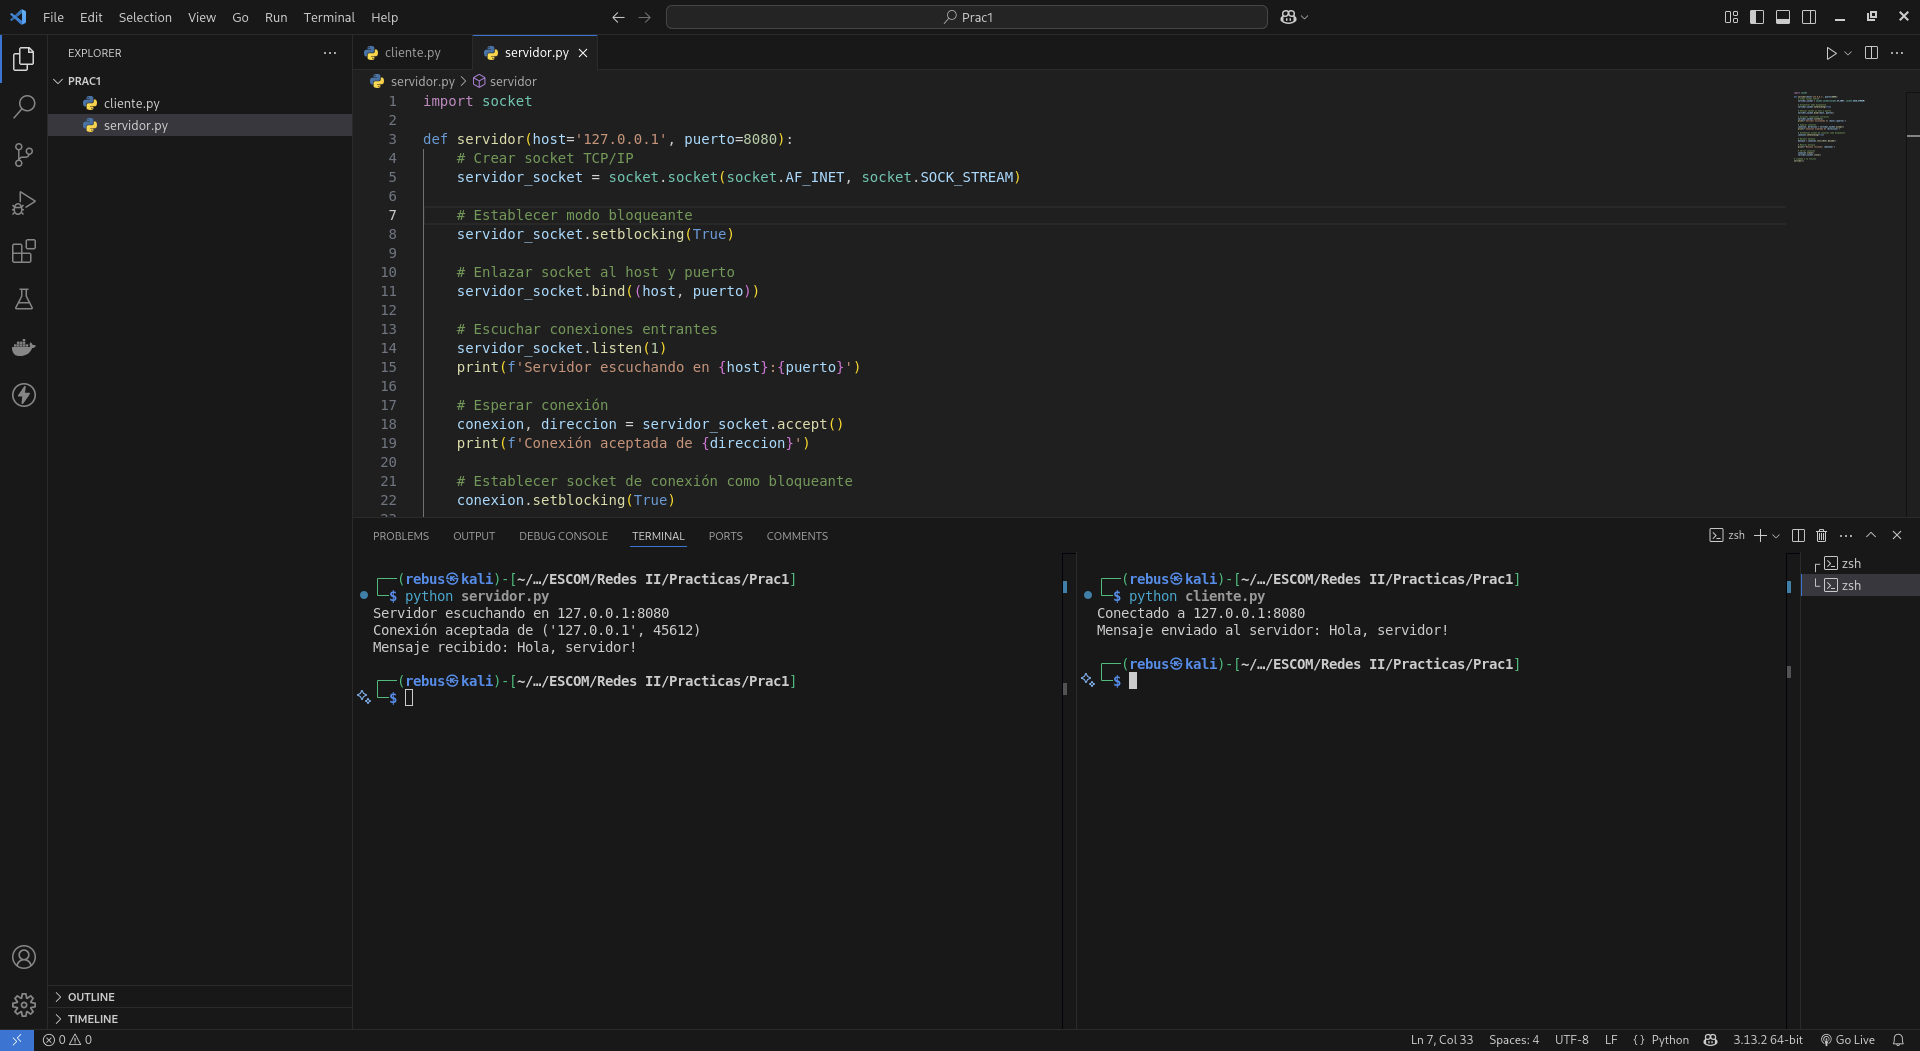 File Edit Selection View Go Run Terminal Help
Prac1
EXPLORER
PRAC1
cliente.py
servidor.py
OUTLINE
TIMELINE
cliente.py servidor.py
servidor.py > servidor
1 import socket
2
3 def servidor(host='127.0.0.1', puerto=8080):
4 # Crear socket TCP/IP
5 servidor_socket = socket.socket(socket.AF_INET, socket.SOCK_STREAM)
6
7 # Establecer modo bloqueante
8 servidor_socket.setblocking(True)
9
10 # Enlazar socket al host y puerto
11 servidor_socket.bind((host, puerto))
12
13 # Escuchar conexiones entrantes
14 servidor_socket.listen(1)
15 print(f'Servidor escuchando en {host}:{puerto}')
16
17 # Esperar conexión
18 conexion, direccion = servidor_socket.accept()
19 print(f'Conexión aceptada de {direccion}')
20
21 # Establecer socket de conexión como bloqueante
22 conexion.setblocking(True)
PROBLEMS OUTPUT DEBUG CONSOLE TERMINAL PORTS COMMENTS
zsh
┌──(rebus㉿kali)-[~/…/ESCOM/Redes II/Practicas/Prac1]
└─$ python servidor.py
Servidor escuchando en 127.0.0.1:8080
Conexión aceptada de ('127.0.0.1', 45612)
Mensaje recibido: Hola, servidor!
┌──(rebus㉿kali)-[~/…/ESCOM/Redes II/Practicas/Prac1]
└─$
┌──(rebus㉿kali)-[~/…/ESCOM/Redes II/Practicas/Prac1]
└─$ python cliente.py
Conectado a 127.0.0.1:8080
Mensaje enviado al servidor: Hola, servidor!
┌──(rebus㉿kali)-[~/…/ESCOM/Redes II/Practicas/Prac1]
└─$
zsh
zsh
0 0
Ln 7, Col 33 Spaces: 4 UTF-8 LF {} Python 3.13.2 64-bit Go Live